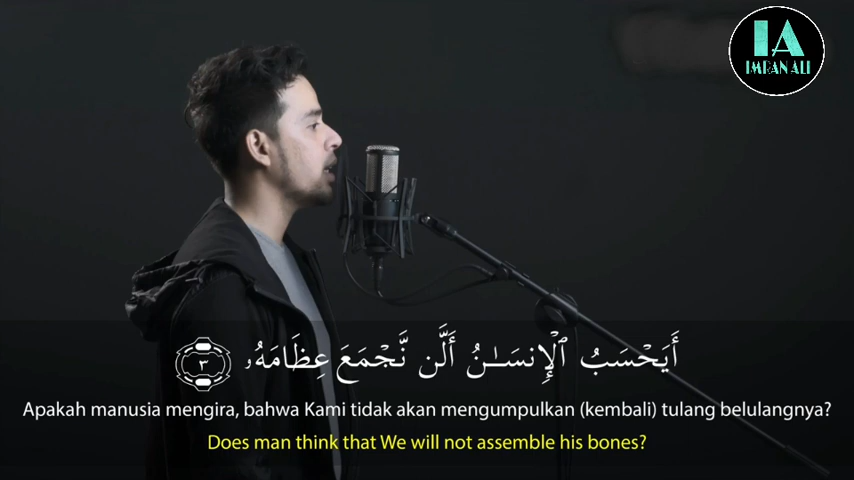 IA
IMRAN ALI
أَيَحْسَبُ ٱلْإِنسَـٰنُ أَلَّن نَّجْمَعَ عِظَامَهُۥ ٣
Apakah manusia mengira, bahwa Kami tidak akan mengumpulkan (kembali) tulang belulangnya?
Does man think that We will not assemble his bones?